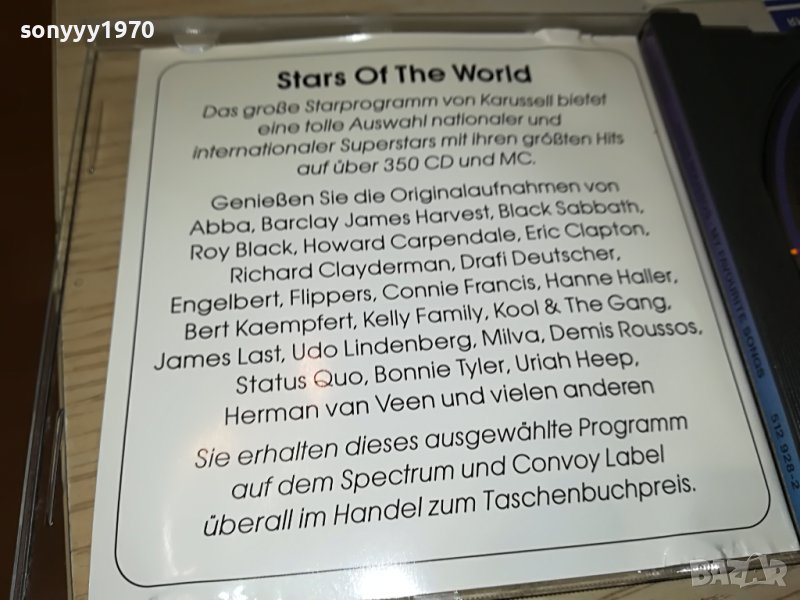 sonyyy1970
Stars Of The World
Das große Starprogramm von Karussell bietet
eine tolle Auswahl nationaler und
internationaler Superstars mit ihren größten Hits
auf über 350 CD und MC.
Genießen Sie die Originalaufnahmen von
Abba, Barclay James Harvest, Black Sabbath,
Roy Black, Howard Carpendale, Eric Clapton,
Richard Clayderman, Drafi Deutscher,
Engelbert, Flippers, Connie Francis, Hanne Haller,
Bert Kaempfert, Kelly Family, Kool & The Gang,
James Last, Udo Lindenberg, Milva, Demis Roussos,
Status Quo, Bonnie Tyler, Uriah Heep,
Herman van Veen und vielen anderen
Sie erhalten dieses ausgewählte Programm
auf dem Spectrum und Convoy Label
überall im Handel zum Taschenbuchpreis.
MY FAVOURITE SONGS
512 928-2
BAZAR